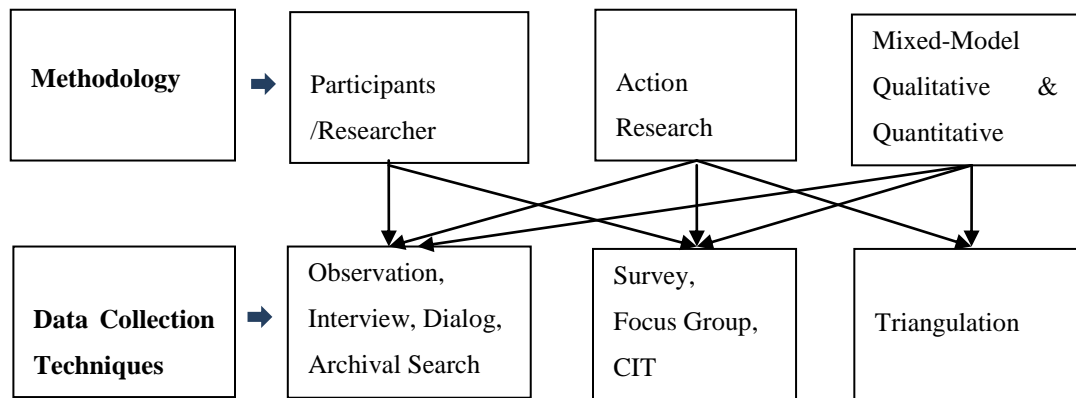 Methodology
Participants
/Researcher
Action
Research
Mixed-Model
Qualitative &
Quantitative
Data Collection
Techniques
Observation,
Interview, Dialog,
Archival Search
Survey,
Focus Group,
CIT
Triangulation